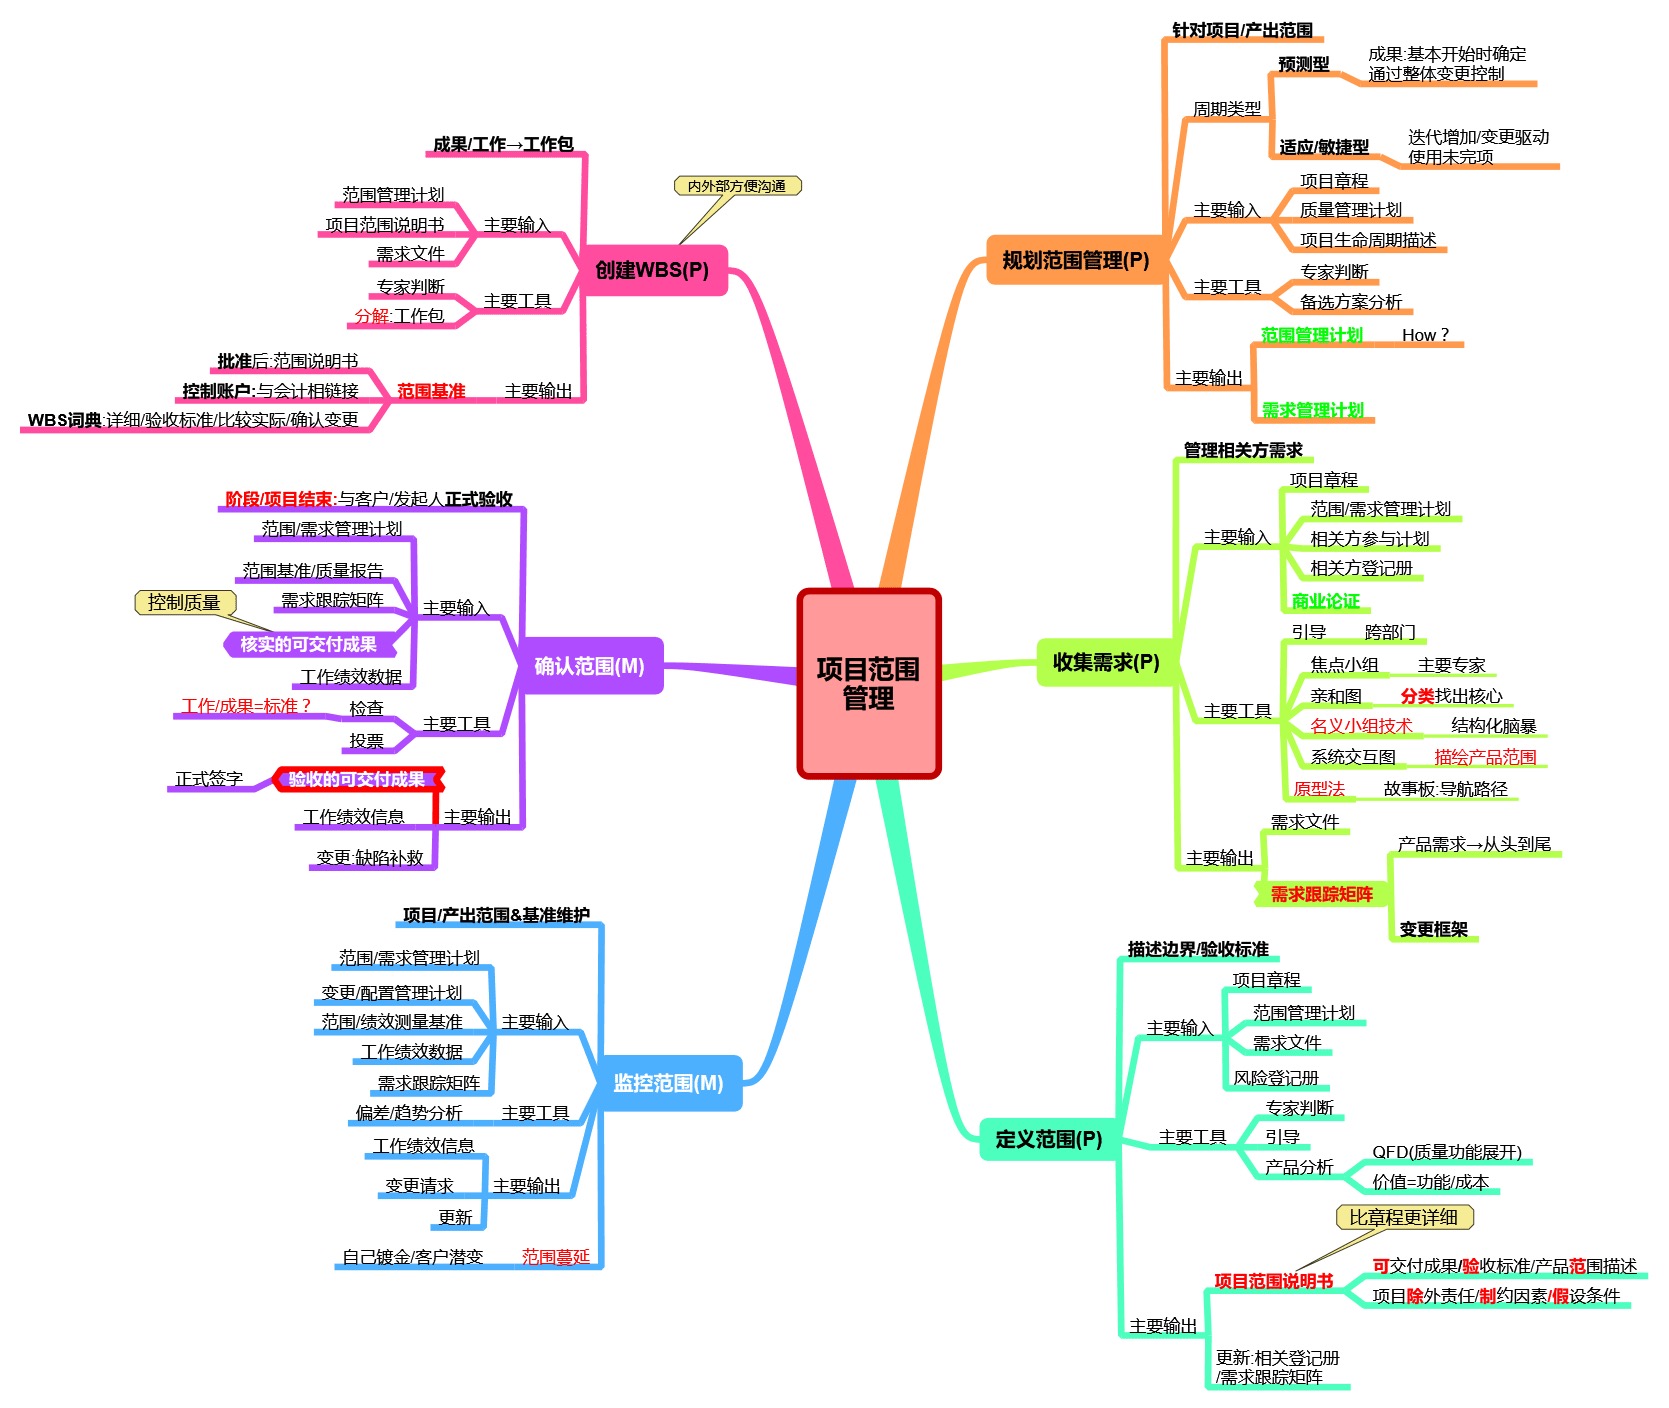 项目范围
管理
规划范围管理(P)
针对项目/产出范围
周期类型
预测型
成果:基本开始时确定
通过整体变更控制
适应/敏捷型
迭代增加/变更驱动
使用未完项
主要输入
项目章程
质量管理计划
项目生命周期描述
主要工具
专家判断
备选方案分析
主要输出
范围管理计划
How？
需求管理计划
收集需求(P)
管理相关方需求
主要输入
项目章程
范围/需求管理计划
相关方参与计划
相关方登记册
商业论证
主要工具
引导
跨部门
焦点小组
主要专家
亲和图
分类找出核心
名义小组技术
结构化脑暴
系统交互图
描绘产品范围
原型法
故事板:导航路径
主要输出
需求文件
需求跟踪矩阵
产品需求→从头到尾
变更框架
定义范围(P)
描述边界/验收标准
主要输入
项目章程
范围管理计划
需求文件
风险登记册
主要工具
专家判断
引导
产品分析
QFD(质量功能展开)
价值=功能/成本
主要输出
比章程更详细
项目范围说明书
可交付成果/验收标准/产品范围描述
项目除外责任/制约因素/假设条件
更新:相关登记册
/需求跟踪矩阵
创建WBS(P)
内外部方便沟通
成果/工作→工作包
主要输入
范围管理计划
项目范围说明书
需求文件
主要工具
专家判断
分解:工作包
主要输出
范围基准
批准后:范围说明书
控制账户:与会计相链接
WBS词典:详细/验收标准/比较实际/确认变更
确认范围(M)
阶段/项目结束:与客户/发起人正式验收
主要输入
范围/需求管理计划
范围基准/质量报告
需求跟踪矩阵
控制质量
核实的可交付成果
工作绩效数据
主要工具
检查
工作/成果=标准？
投票
主要输出
验收的可交付成果
正式签字
工作绩效信息
变更:缺陷补救
监控范围(M)
项目/产出范围&基准维护
主要输入
范围/需求管理计划
变更/配置管理计划
范围/绩效测量基准
工作绩效数据
需求跟踪矩阵
主要工具
偏差/趋势分析
主要输出
工作绩效信息
变更请求
更新
范围蔓延
自己镀金/客户潜变